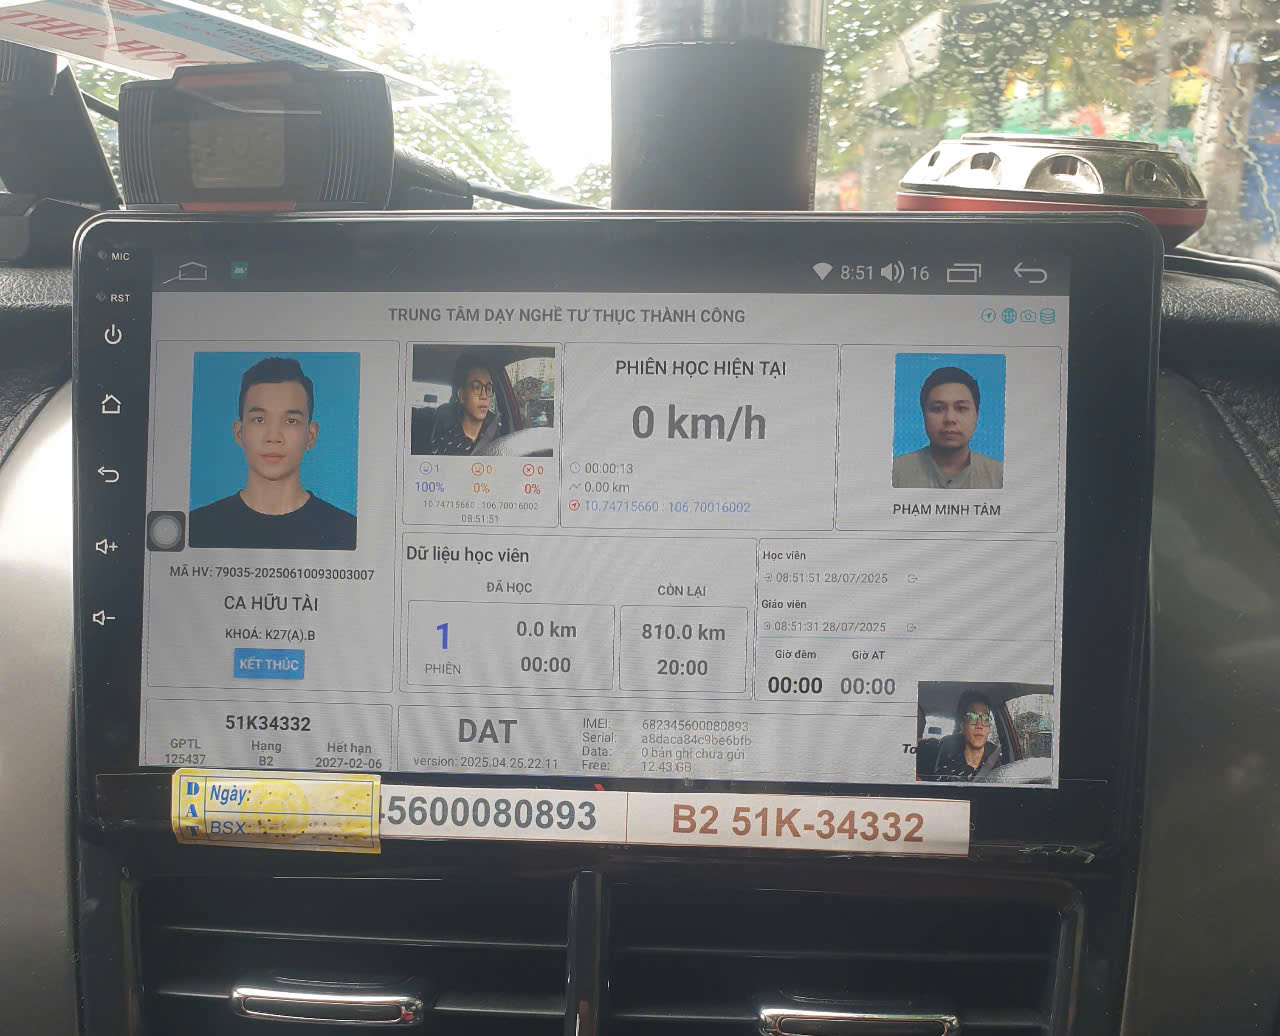 MIC
RST
8:51
16
TRUNG TÂM DẠY NGHỀ TƯ THỤC THÀNH CÔNG
MÃ HV: 79035-20250610093003007
CA HỮU TÀI
KHOÁ: K27(A).B
KẾT THÚC
1 0 0
100% 0% 0%
10.74715660 : 106.70016002
08:51:51
PHIÊN HỌC HIỆN TẠI
0 km/h
00:00:13
0.00 km
10.74715660 : 106.70016002
PHẠM MINH TÂM
Dữ liệu học viên
ĐÃ HỌC
CÒN LẠI
1
PHIÊN
0.0 km
00:00
810.0 km
20:00
Học viên
08:51:51 28/07/2025
Giáo viên
08:51:31 28/07/2025
Giờ đêm Giờ AT
00:00 00:00
51K34332
GPTL Hạng Hết hạn
125437 B2 2027-02-06
DAT
version: 2025.04.25.22.11
IMEI: 682345600080893
Serial: a8daca84c9be6bfb
Data: 0 bản ghi chưa gửi
Free: 12.43 GB
DAT
Ngày:
BSX:
45600080893
B2 51K-34332